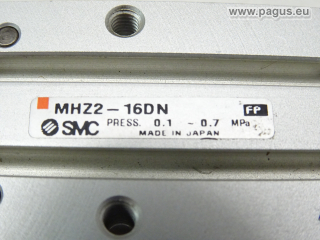 www.pagus.eu
MHZ2-16DN FP
SMC PRESS. 0.1 ~ 0.7 MPa
MADE IN JAPAN